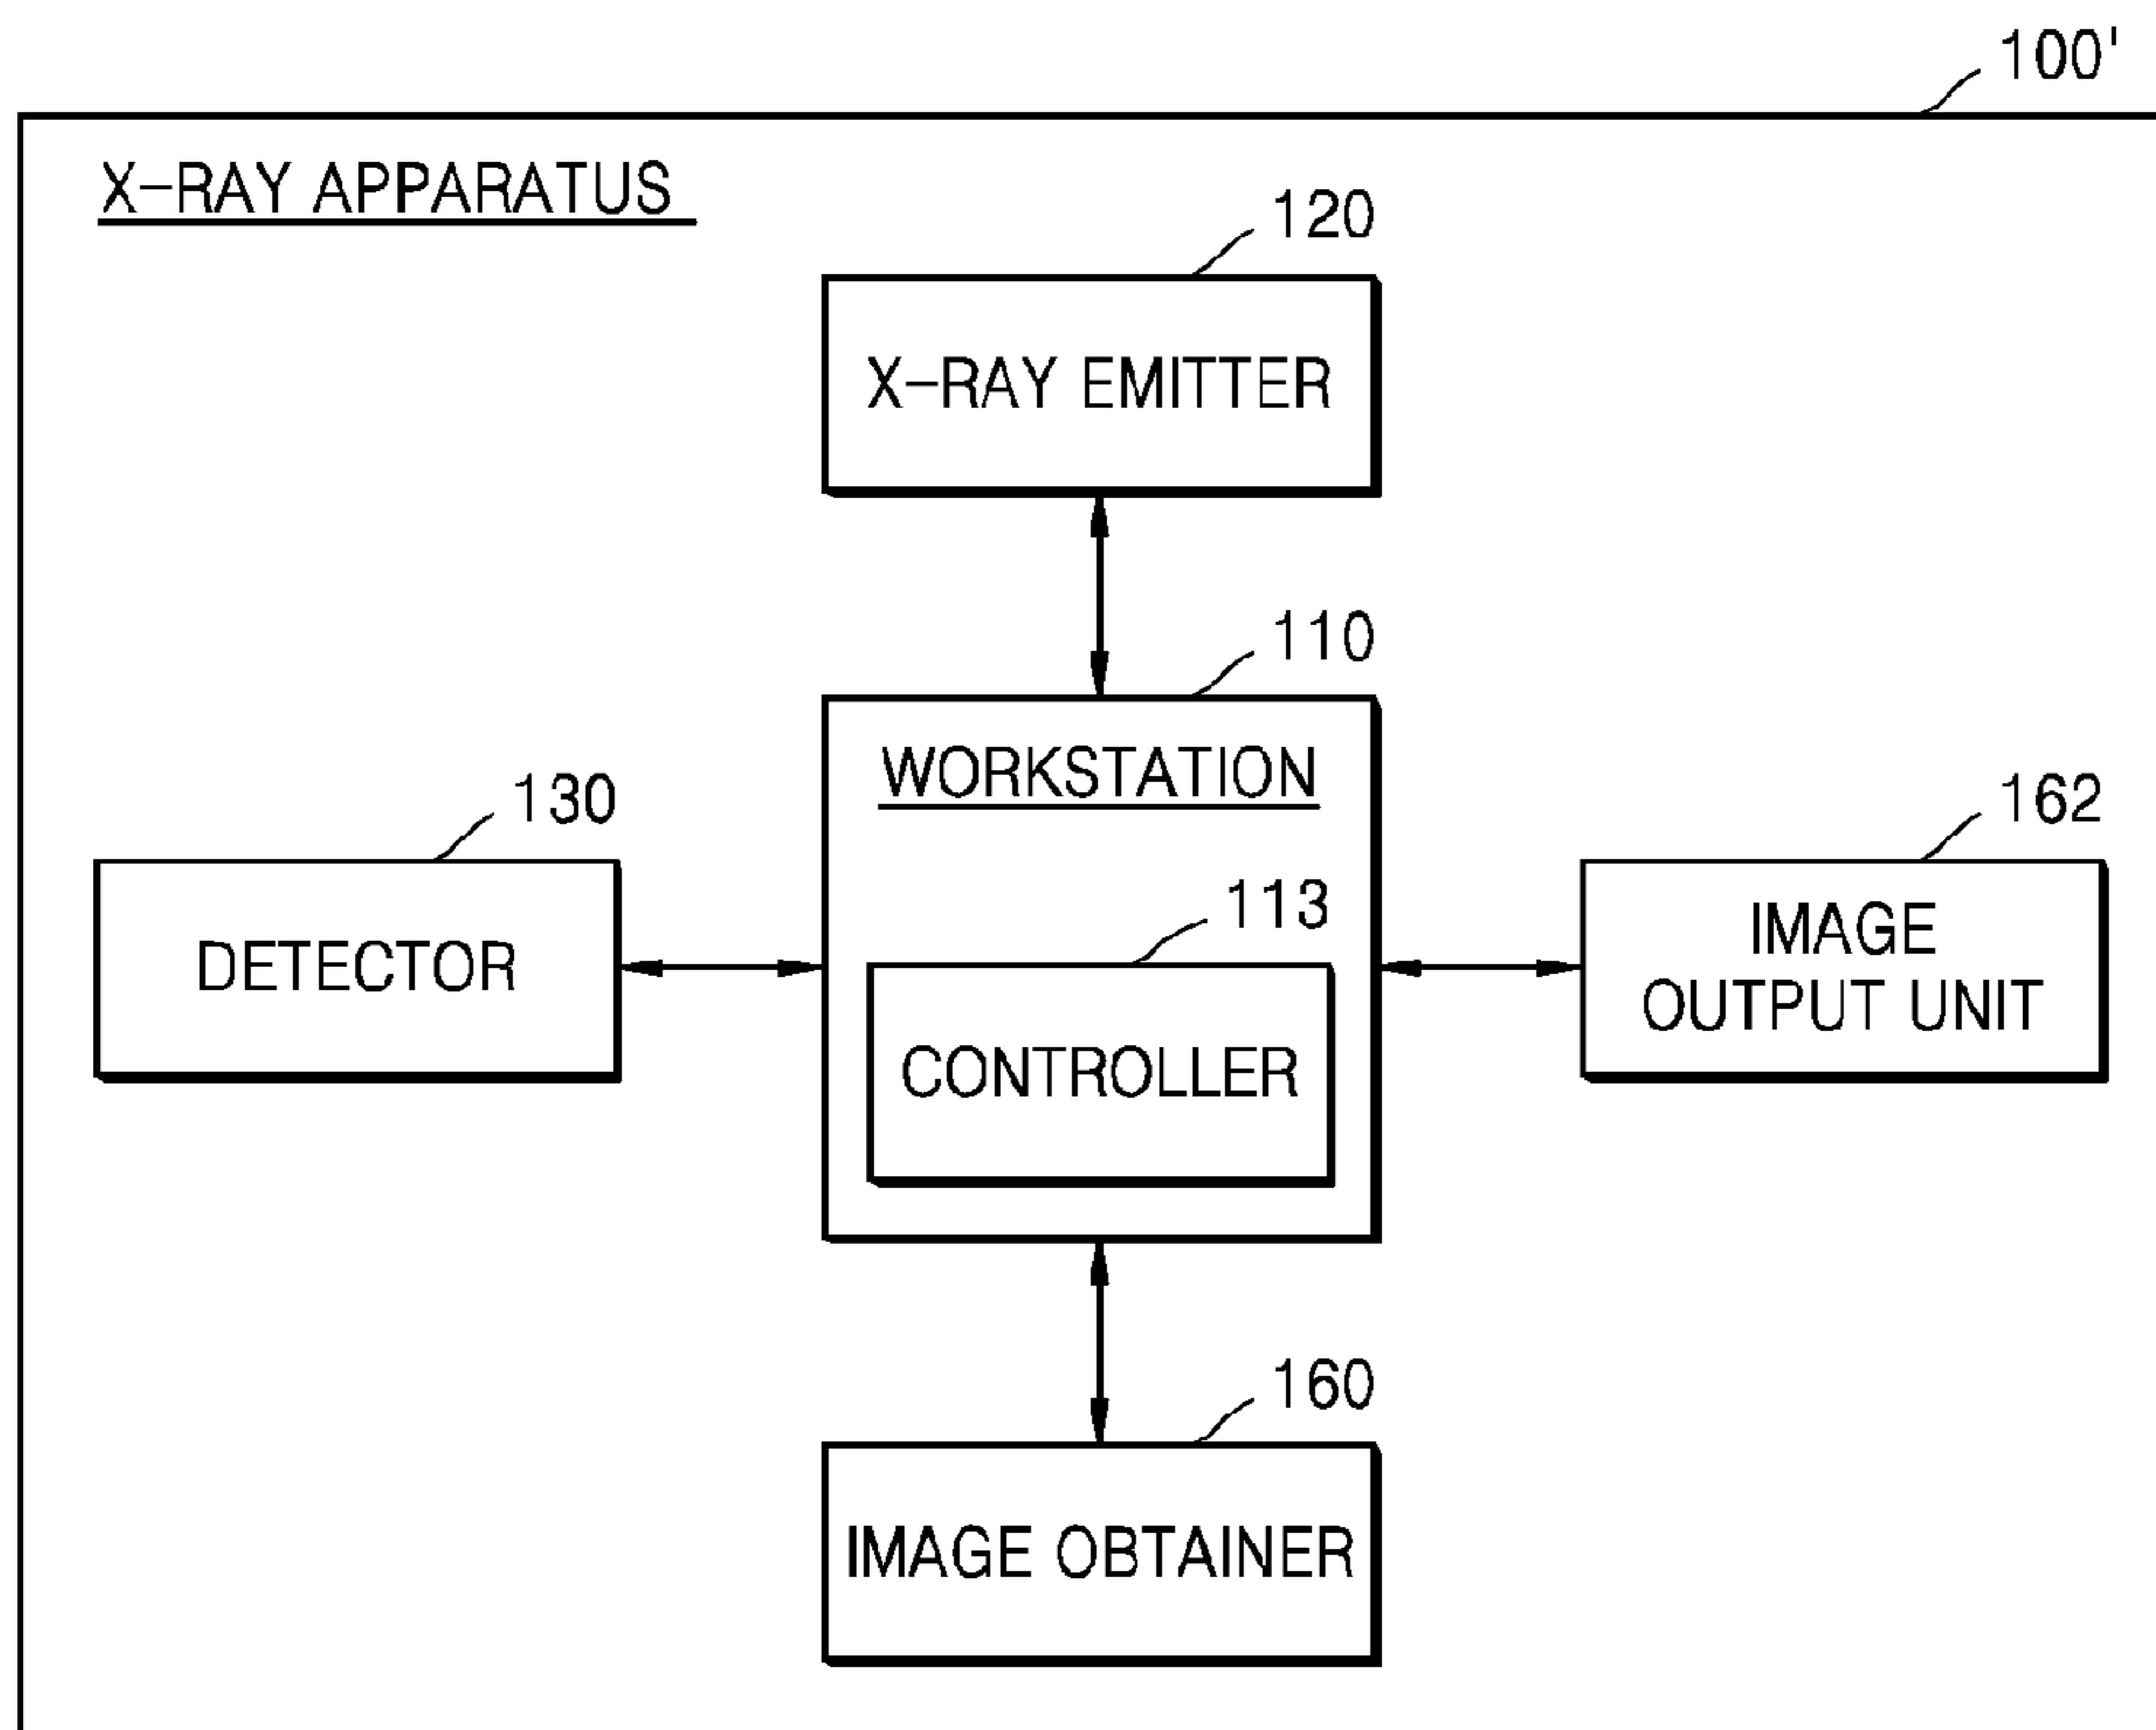 100'
X-RAY APPARATUS
120
X-RAY EMITTER
110
WORKSTATION
130
DETECTOR
113
CONTROLLER
162
IMAGE
OUTPUT UNIT
160
IMAGE OBTAINER